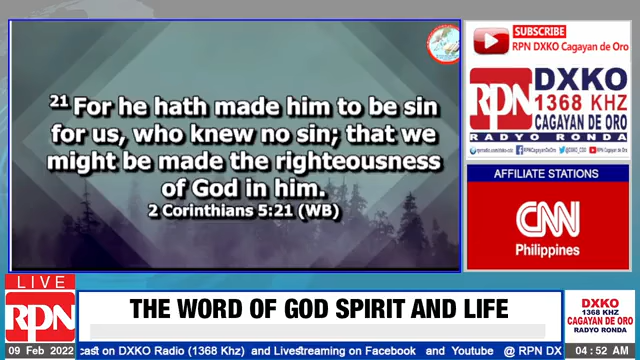 21 For he hath made him to be sin
for us, who knew no sin; that we
might be made the righteousness
of God in him.
2 Corinthians 5:21 (WB)
SUBSCRIBE
RPN DXKO Cagayan de Oro
RPN
DXKO
1368 KHZ
CAGAYAN DE ORO
RADYO RONDA
AFFILIATE STATIONS
CNN
Philippines
LIVE
RPN
THE WORD OF GOD SPIRIT AND LIFE
DXKO
1368 KHZ
CAGAYAN DE ORO
RADYO RONDA
09 Feb 2022
cast on DXKO Radio (1368 Khz) and Livestreaming on Facebook and Youtube @ RPN DX
04 : 52 AM